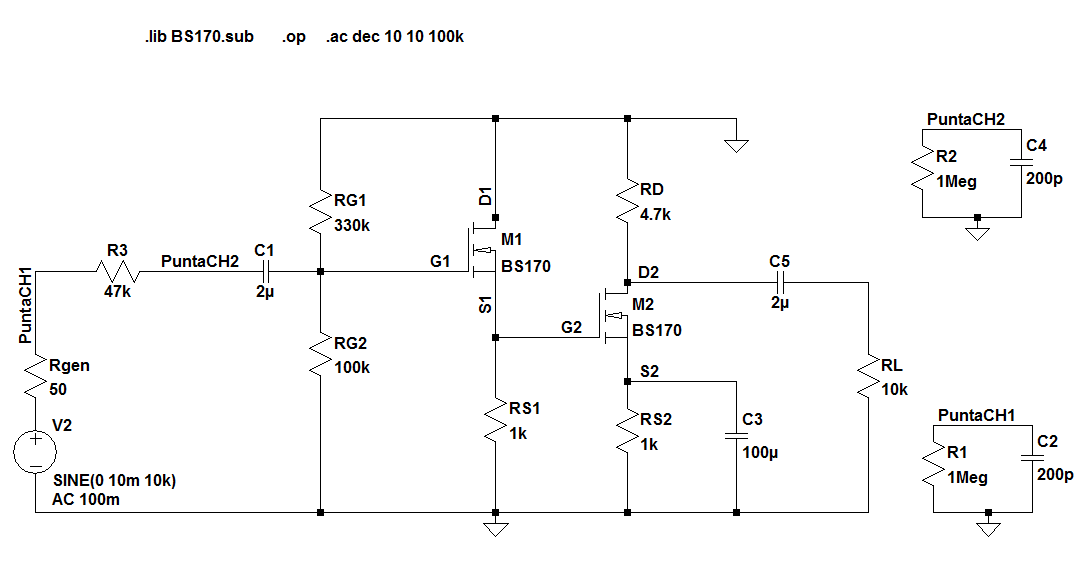 .lib BS170.sub .op .ac dec 10 10 100k
PuntaCH2
R2
1Meg
C4
200p
RG1
330k
D1
RD
4.7k
M1
BS170
R3
47k
PuntaCH2
C1
2µ
G1
S1
PuntaCH1
D2
C5
2µ
M2
BS170
G2
RG2
100k
Rgen
50
S2
RL
10k
RS1
1k
RS2
1k
C3
100µ
V2
SINE(0 10m 10k)
AC 100m
PuntaCH1
R1
1Meg
C2
200p